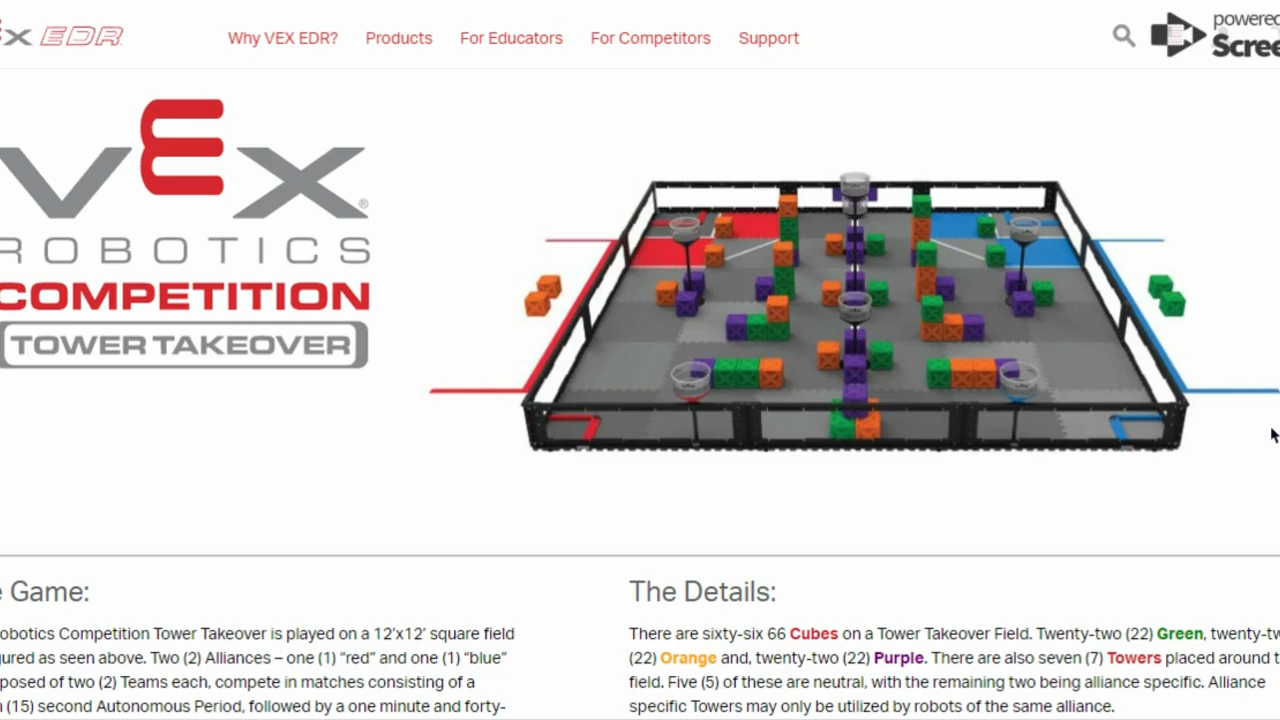 EX EDR
Why VEX EDR? Products For Educators For Competitors Support
powered
Scree
VEX
ROBOTICS
COMPETITION
TOWER TAKEOVER
e Game:
obotics Competition Tower Takeover is played on a 12'x12' square field
ured as seen above. Two (2) Alliances – one (1) “red” and one (1) “blue”
posed of two (2) Teams each, compete in matches consisting of a
(15) second Autonomous Period, followed by a one minute and forty-
The Details:
There are sixty-six 66 Cubes on a Tower Takeover Field. Twenty-two (22) Green, twenty-tw
(22) Orange and, twenty-two (22) Purple. There are also seven (7) Towers placed around t
field. Five (5) of these are neutral, with the remaining two being alliance specific. Alliance
specific Towers may only be utilized by robots of the same alliance.